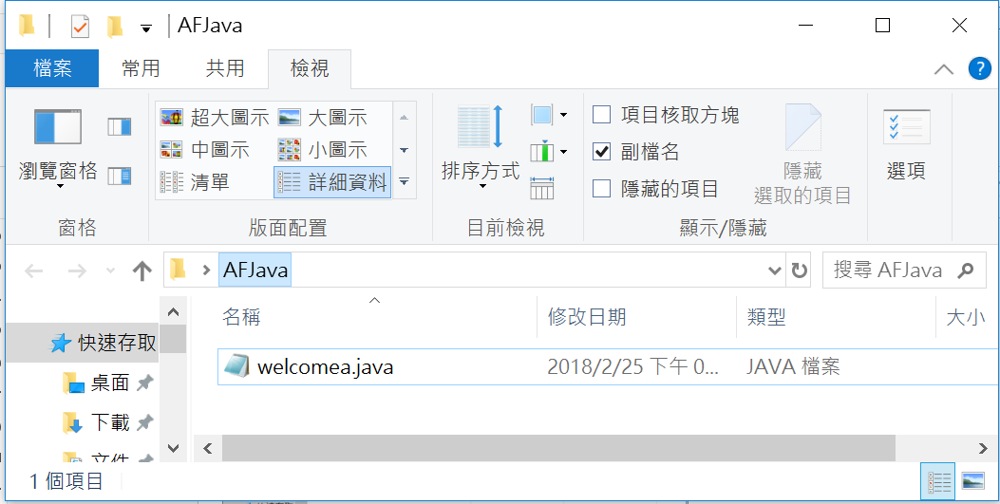 AFJava
檔案 常用 共用 檢視
超大圖示 大圖示
中圖示 小圖示
清單 詳細資料
瀏覽窗格
排序方式
項目核取方塊
副檔名
隱藏的項目
隱藏
選取的項目
選項
窗格 版面配置 目前檢視 顯示/隱藏
AFJava 搜尋 AFJava
名稱 修改日期 類型 大小
快速存取
welcomea.java 2018/2/25 下午 0... JAVA 檔案
桌面
下載
文件
1 個項目